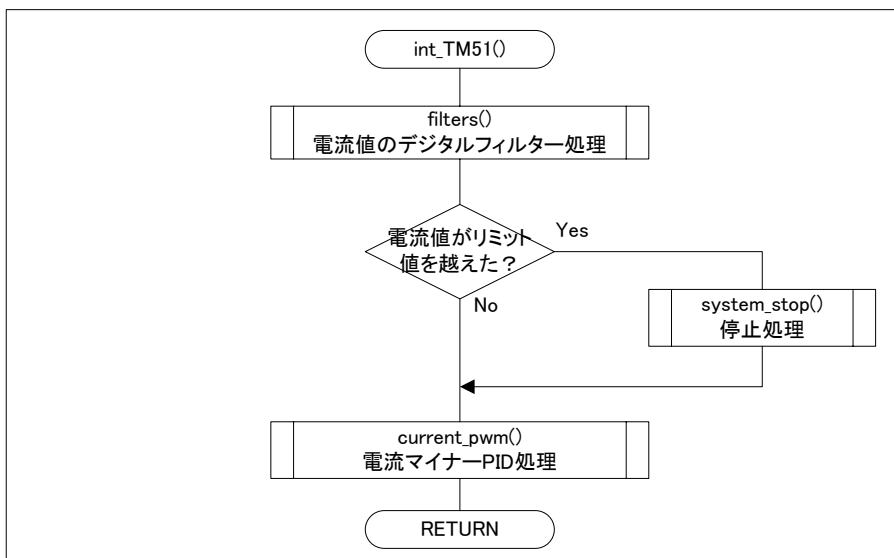 int_TM51()
filters()
電流値のデジタルフィルター処理
電流値がリミット
値を越えた？
Yes
No
system_stop()
停止処理
current_pwm()
電流マイナーPID処理
RETURN